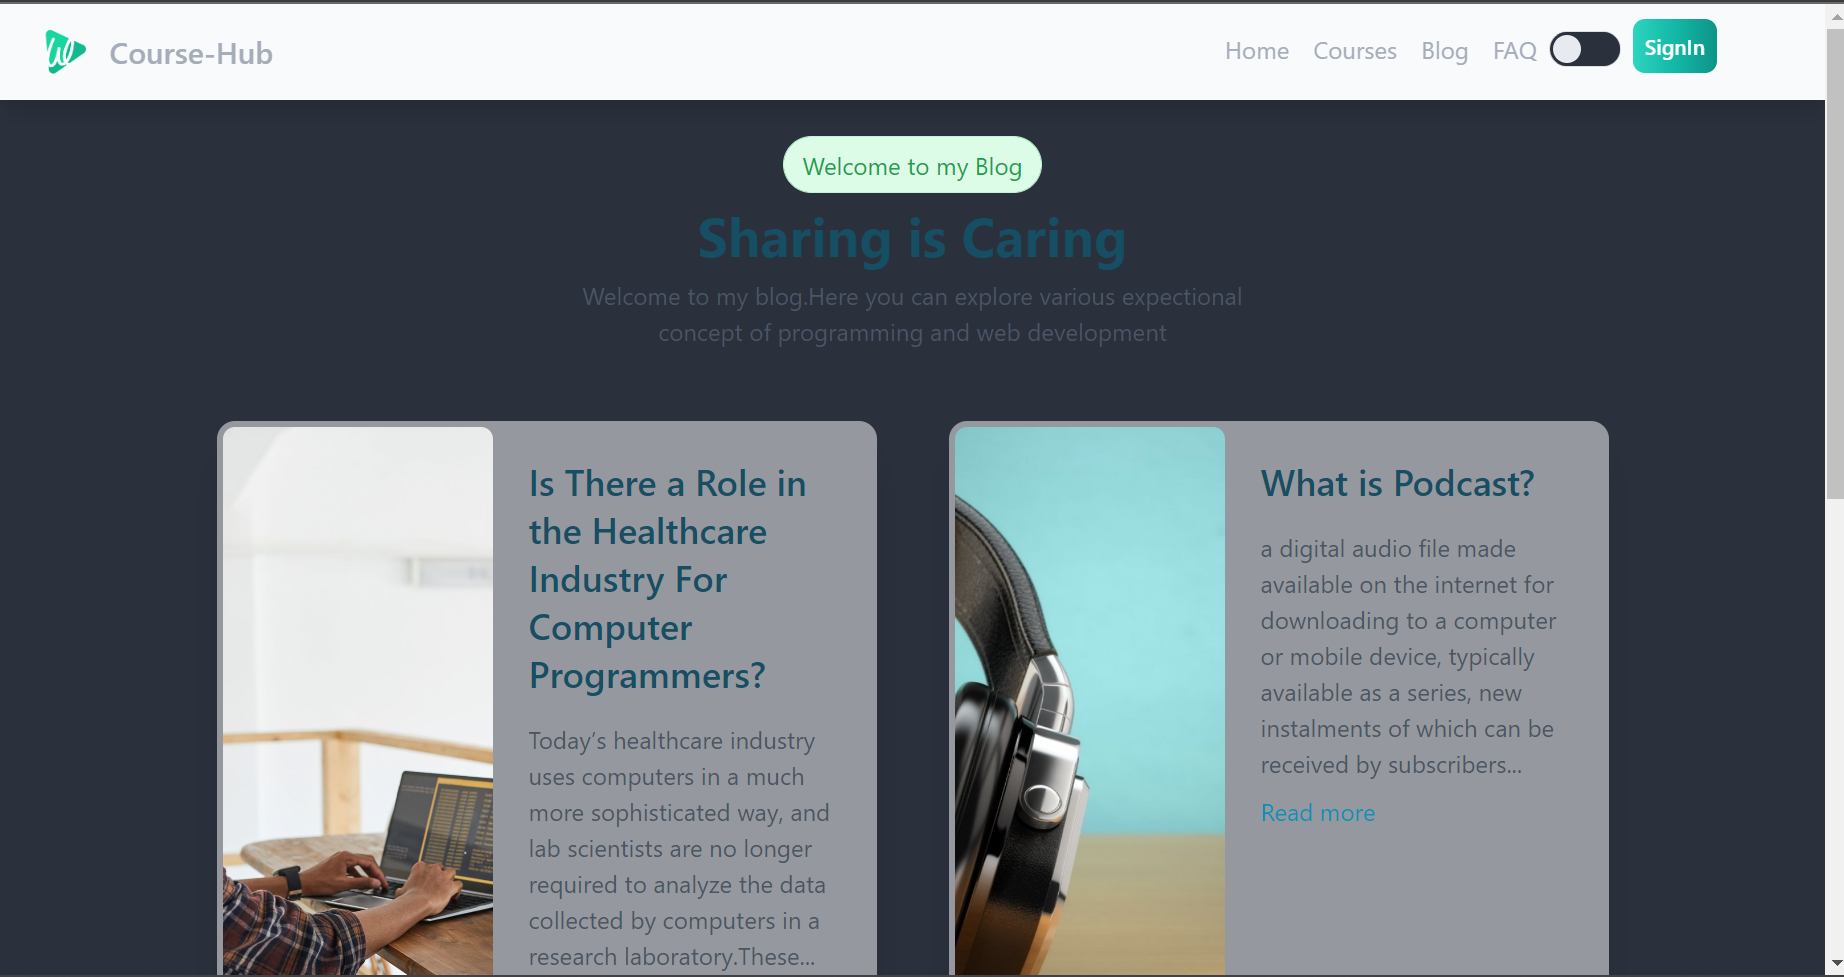 Course-Hub
Home Courses Blog FAQ SignIn
Welcome to my Blog
Sharing is Caring
Welcome to my blog.Here you can explore various expectional
concept of programming and web development
Is There a Role in
the Healthcare
Industry For
Computer
Programmers?
Today’s healthcare industry
uses computers in a much
more sophisticated way, and
lab scientists are no longer
required to analyze the data
collected by computers in a
research laboratory.These...
What is Podcast?
a digital audio file made
available on the internet for
downloading to a computer
or mobile device, typically
available as a series, new
instalments of which can be
received by subscribers...
Read more